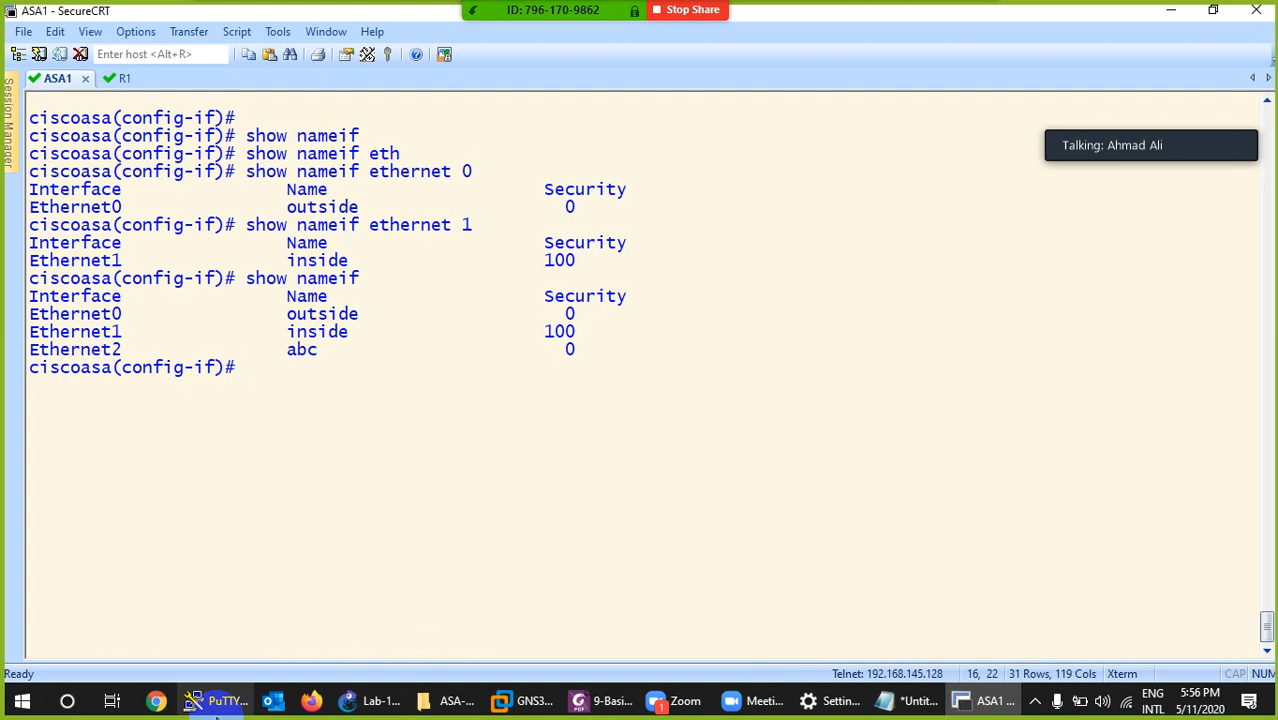 ASA1 - SecureCRT
ID: 796-170-9862
Stop Share
File Edit View Options Transfer Script Tools Window Help
Enter host <Alt+R>
ASA1
R1
Session Manager
ciscoasa(config-if)#
ciscoasa(config-if)# show nameif
ciscoasa(config-if)# show nameif eth
ciscoasa(config-if)# show nameif ethernet 0
Interface Name Security
Ethernet0 outside 0
ciscoasa(config-if)# show nameif ethernet 1
Interface Name Security
Ethernet1 inside 100
ciscoasa(config-if)# show nameif
Interface Name Security
Ethernet0 outside 0
Ethernet1 inside 100
Ethernet2 abc 0
ciscoasa(config-if)#
Talking: Ahmad Ali
Ready
Telnet: 192.168.145.128 16, 22 31 Rows, 119 Cols Xterm CAP NUM
PuTTY... Lab-1... ASA-... GNS3... 9-Basi... 1 Zoom Meeti... Settin... *Untit... ASA1 ...
ENG
INTL
5:56 PM
5/11/2020